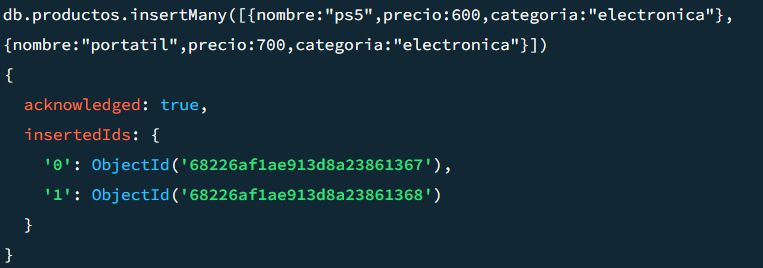 db.productos.insertMany([{nombre:"ps5",precio:600,categoria:"electronica"},
{nombre:"portatil",precio:700,categoria:"electronica"}])
{
  acknowledged: true,
  insertedIds: {
    '0': ObjectId('68226af1ae913d8a23861367'),
    '1': ObjectId('68226af1ae913d8a23861368')
  }
}